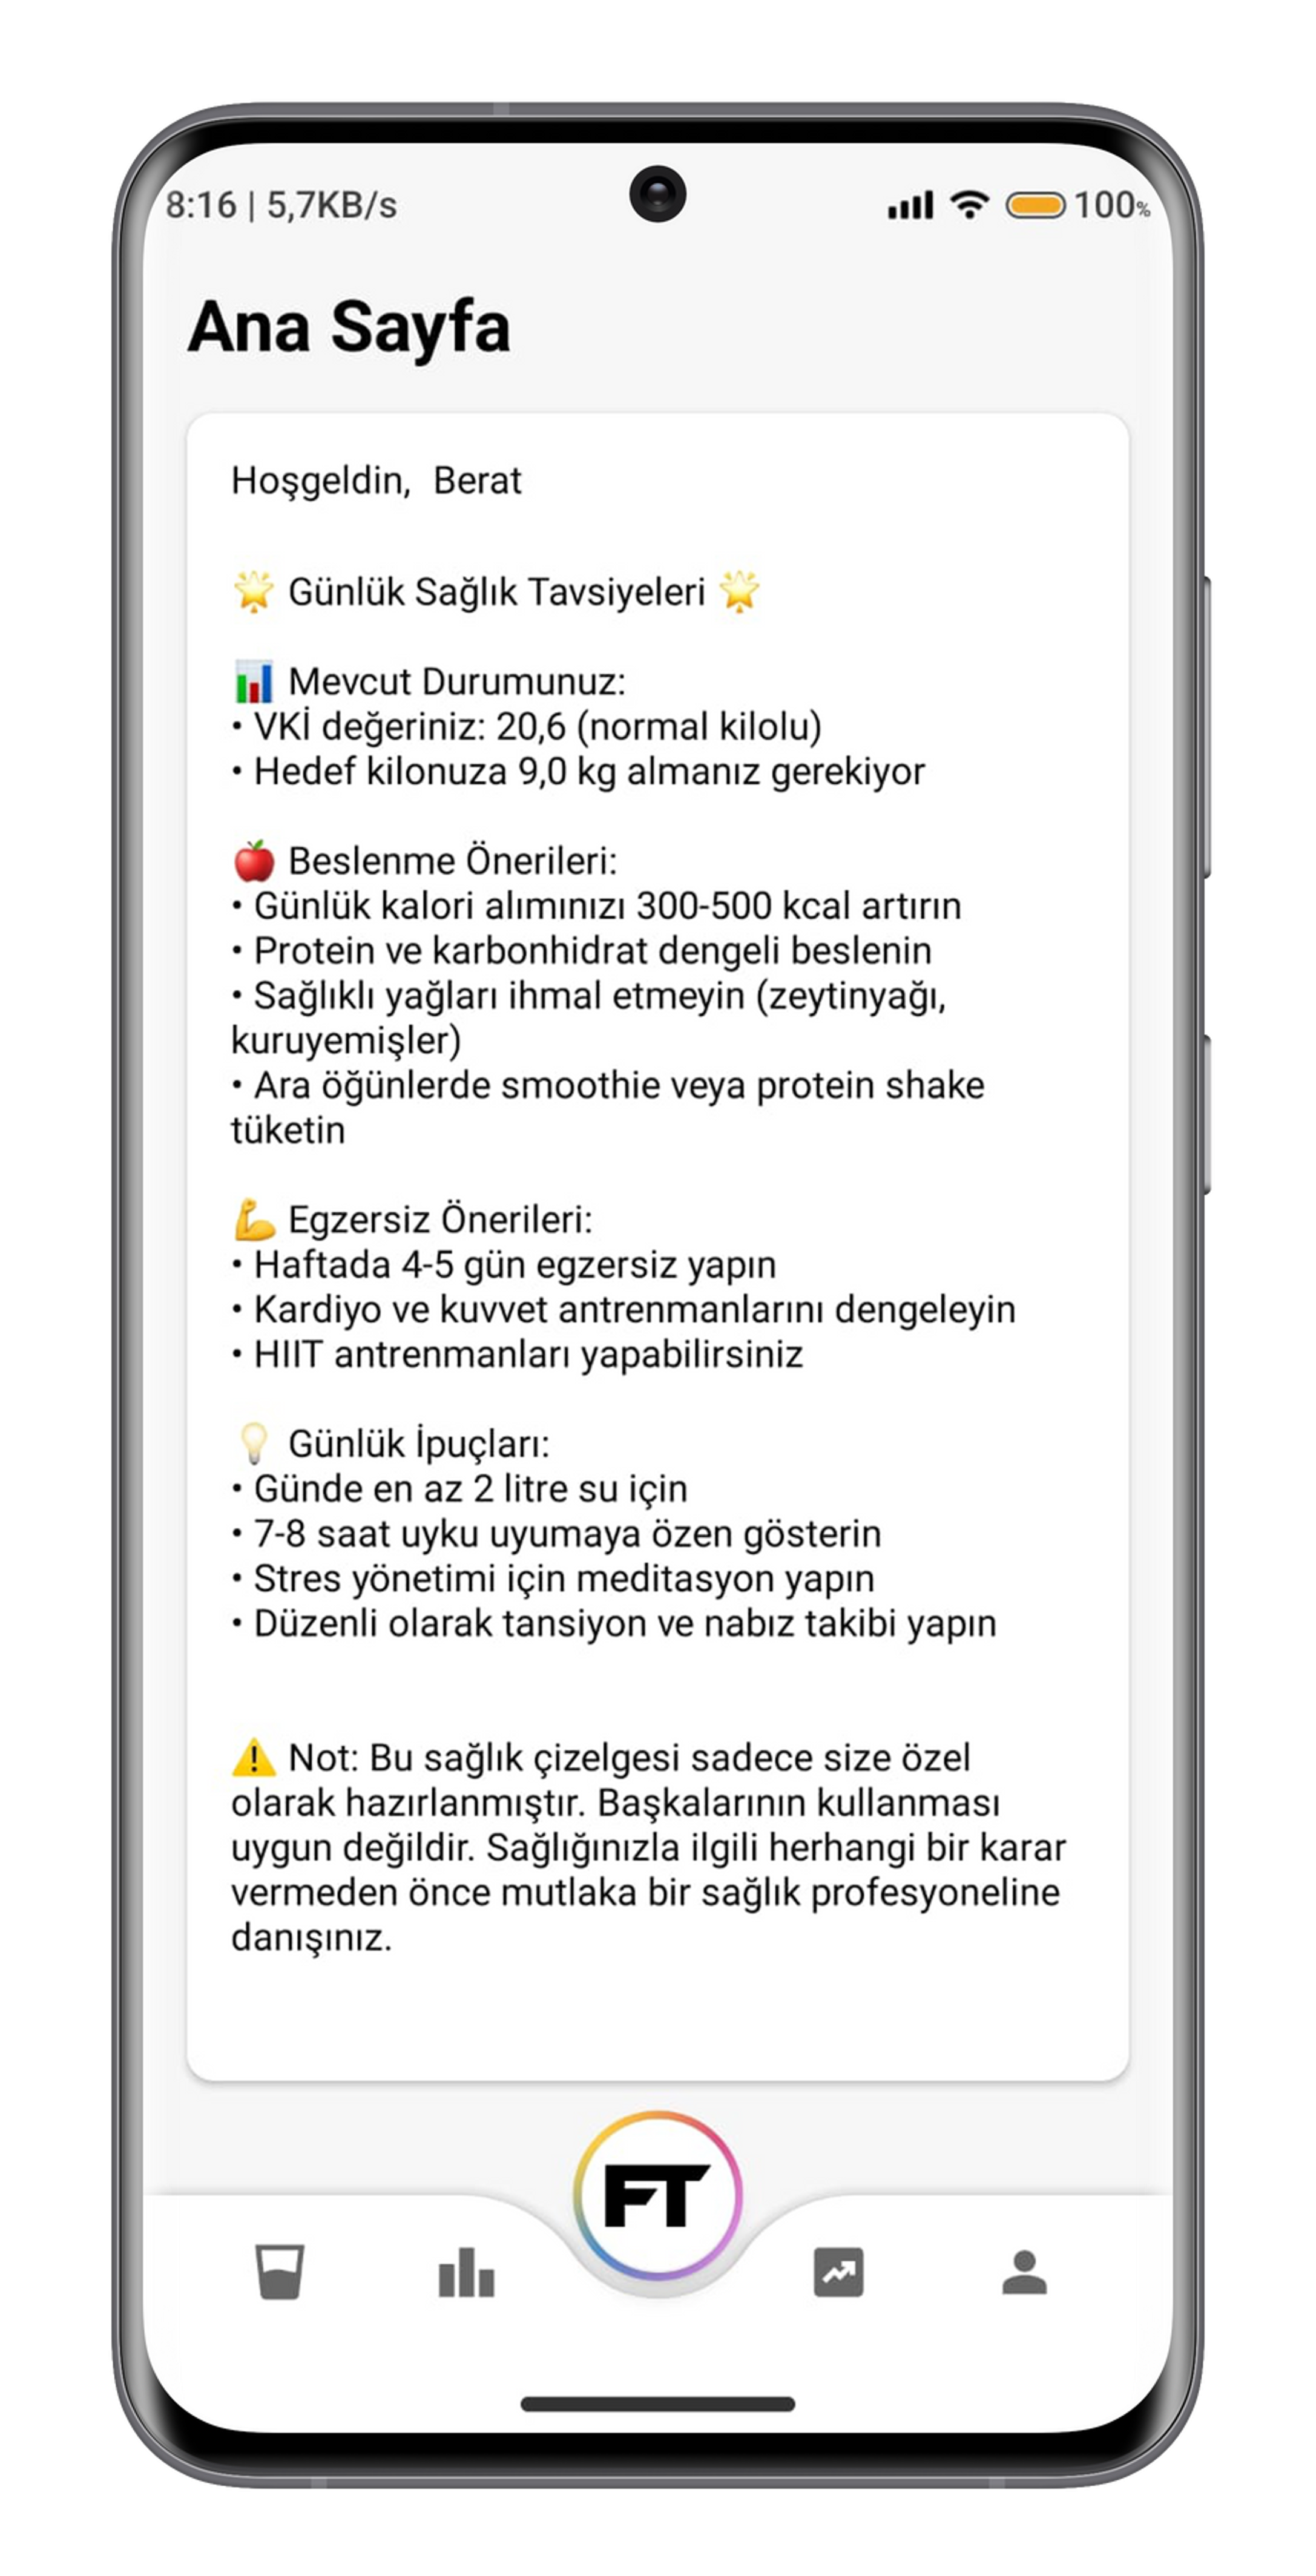 8:16 | 5,7KB/s 100%
Ana Sayfa
Hoşgeldin, Berat
🌟 Günlük Sağlık Tavsiyeleri 🌟
📊 Mevcut Durumunuz:
• VKİ değeriniz: 20,6 (normal kilolu)
• Hedef kilonuza 9,0 kg almanız gerekiyor
🍎 Beslenme Önerileri:
• Günlük kalori alımınızı 300-500 kcal artırın
• Protein ve karbonhidrat dengeli beslenin
• Sağlıklı yağları ihmal etmeyin (zeytinyağı,
kuruyemişler)
• Ara öğünlerde smoothie veya protein shake
tüketin
💪 Egzersiz Önerileri:
• Haftada 4-5 gün egzersiz yapın
• Kardiyo ve kuvvet antrenmanlarını dengeleyin
• HIIT antrenmanları yapabilirsiniz
💡 Günlük İpuçları:
• Günde en az 2 litre su için
• 7-8 saat uyku uyumaya özen gösterin
• Stres yönetimi için meditasyon yapın
• Düzenli olarak tansiyon ve nabız takibi yapın
⚠️ Not: Bu sağlık çizelgesi sadece size özel
olarak hazırlanmıştır. Başkalarının kullanması
uygun değildir. Sağlığınızla ilgili herhangi bir karar
vermeden önce mutlaka bir sağlık profesyoneline
danışınız.
FT